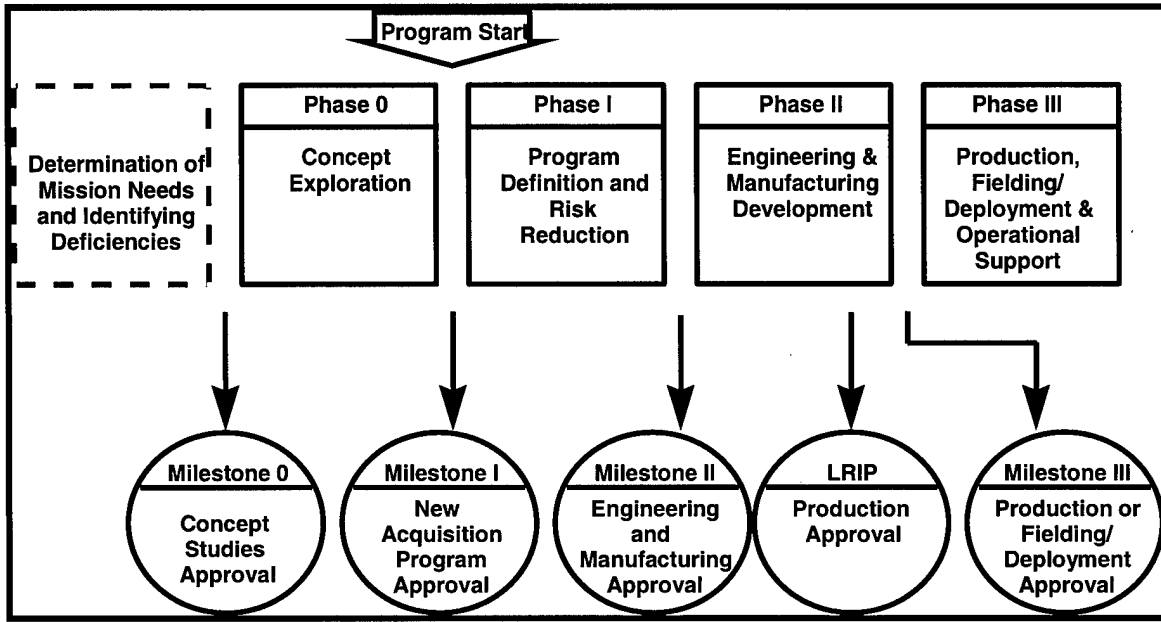 Program Start
Determination of
Mission Needs
and Identifying
Deficiencies
Phase 0
Concept
Exploration
Phase I
Program
Definition and
Risk
Reduction
Phase II
Engineering &
Manufacturing
Development
Phase III
Production,
Fielding/
Deployment &
Operational
Support
Milestone 0
Concept
Studies
Approval
Milestone I
New
Acquisition
Program
Approval
Milestone II
Engineering
and
Manufacturing
Approval
LRIP
Production
Approval
Milestone III
Production or
Fielding/
Deployment
Approval